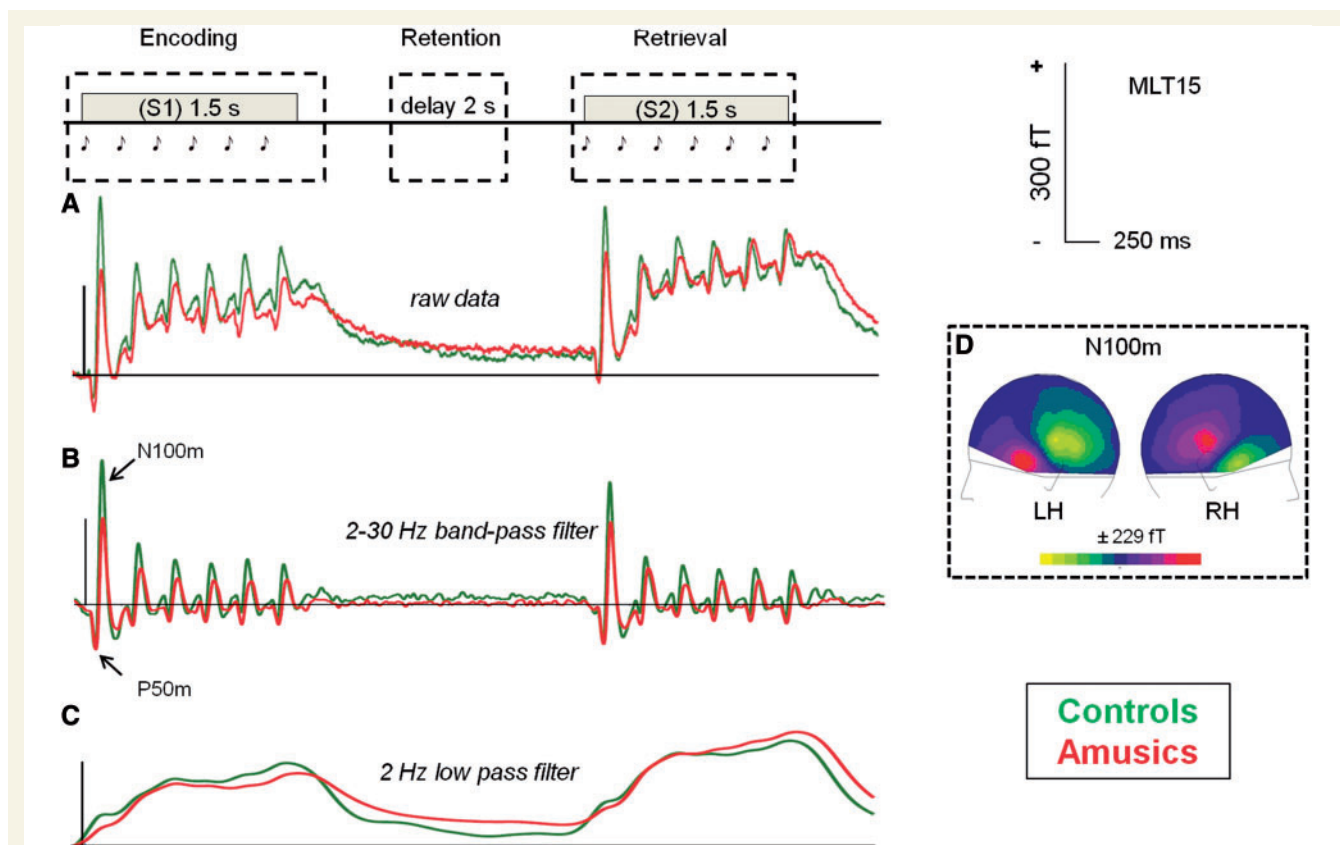 Encoding Retention Retrieval
(S1) 1.5 s delay 2 s (S2) 1.5 s
+
MLT15
300 fT
-
250 ms
A
raw data
B
N100m
2-30 Hz band-pass filter
P50m
C
2 Hz low pass filter
D
N100m
LH RH
± 229 fT
Controls
Amusics